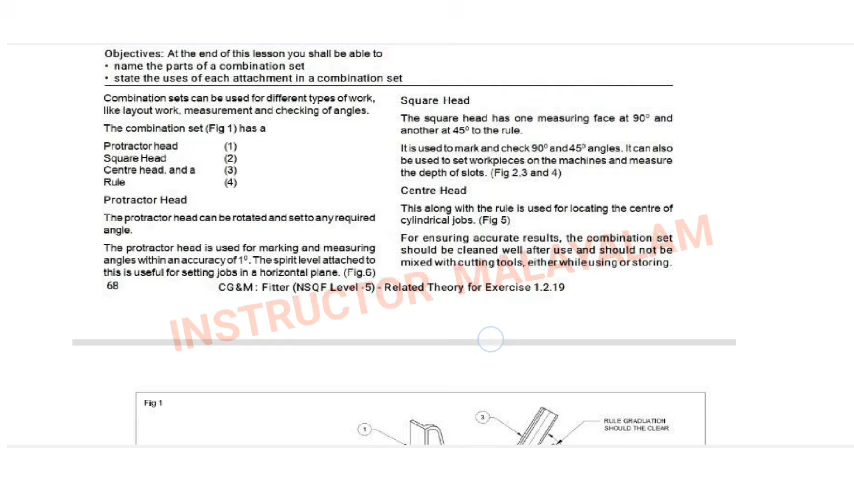 Objectives: At the end of this lesson you shall be able to
• name the parts of a combination set
• state the uses of each attachment in a combination set
Combination sets can be used for different types of work,
like layout work, measurement and checking of angles.
The combination set (Fig 1) has a
Protractor head (1)
Square Head (2)
Centre head, and a (3)
Rule (4)
Protractor Head
The protractor head can be rotated and set to any required
angle.
The protractor head is used for marking and measuring
angles within an accuracy of 1⁰. The spirit level attached to
this is useful for setting jobs in a horizontal plane. (Fig.6)
Square Head
The square head has one measuring face at 90⁰ and
another at 45⁰ to the rule.
It is used to mark and check 90⁰ and 45⁰ angles. It can also
be used to set workpieces on the machines and measure
the depth of slots. (Fig 2,3 and 4)
Centre Head
This along with the rule is used for locating the centre of
cylindrical jobs. (Fig 5)
For ensuring accurate results, the combination set
should be cleaned well after use and should not be
mixed with cutting tools, either while using or storing.
68
CG&M : Fitter (NSQF Level -5) - Related Theory for Exercise 1.2.19
INSTRUCTOR MALAYALAM
Fig 1
1
3
RULE GRADUATION
SHOULD THE CLEAR